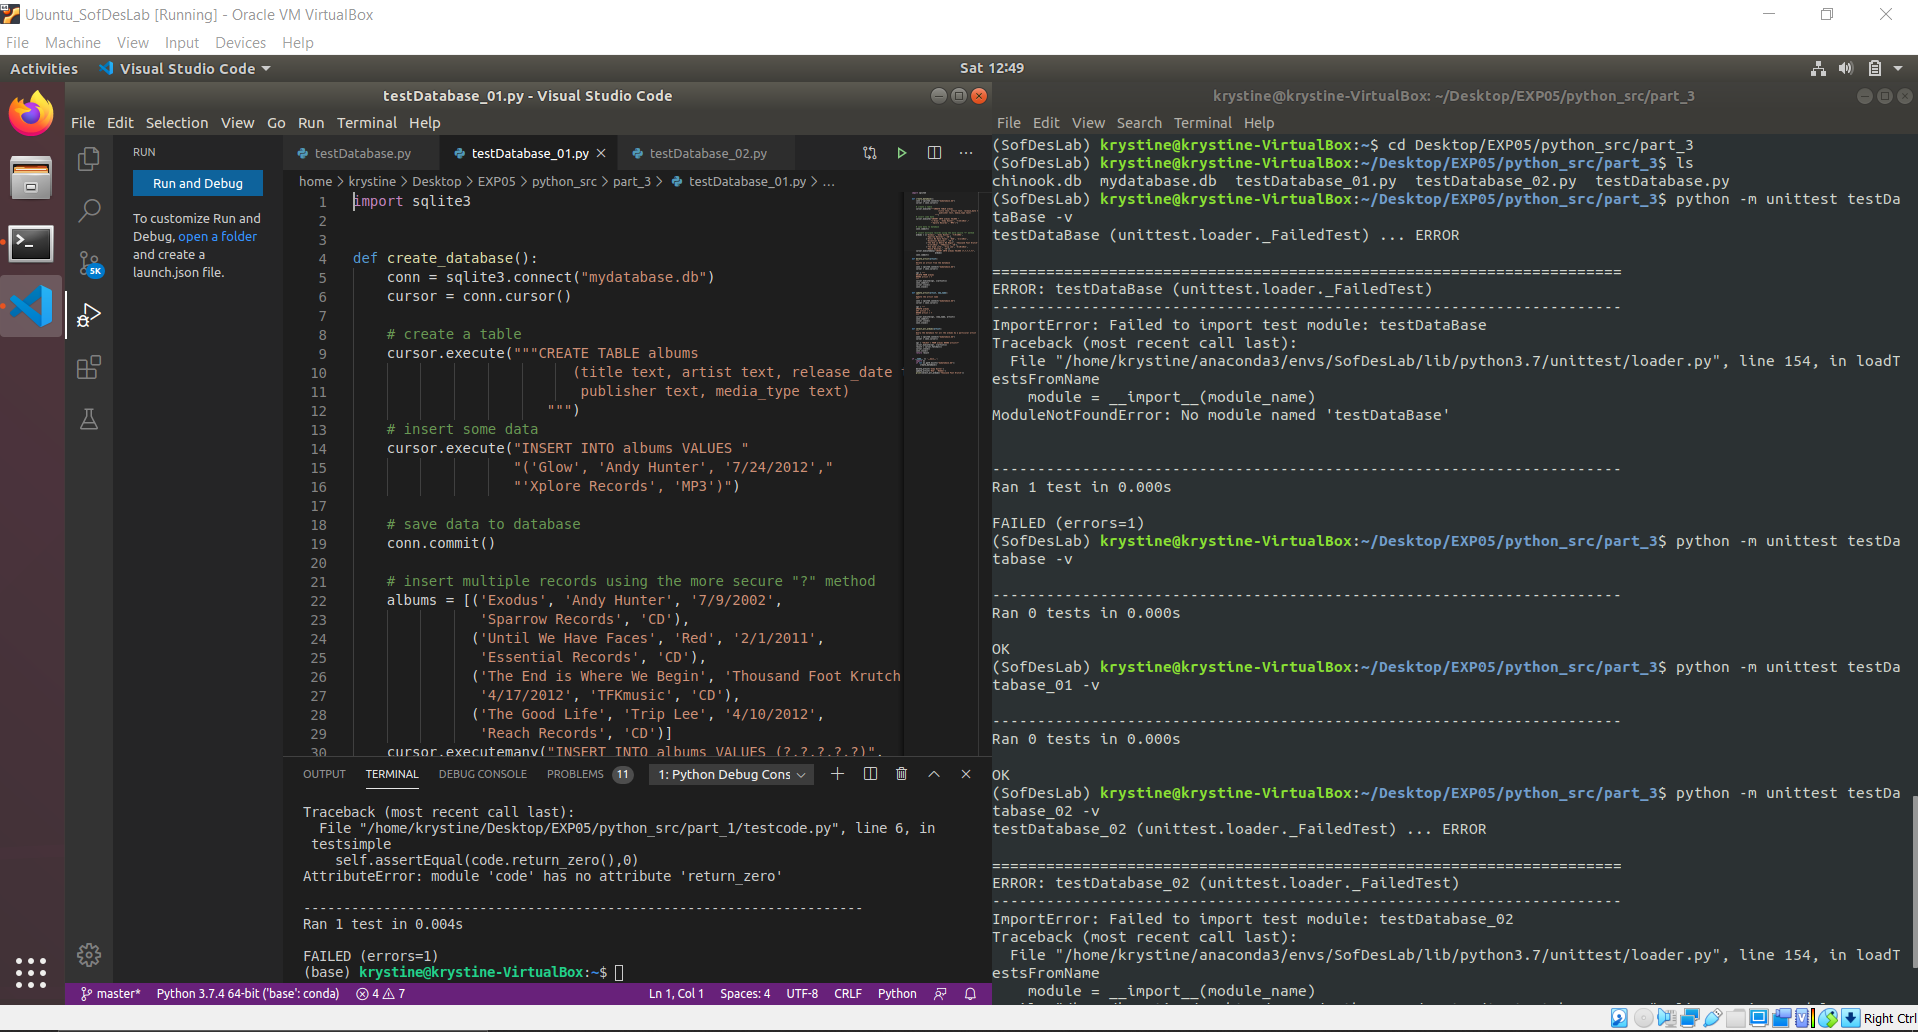 Ubuntu_SofDesLab [Running] - Oracle VM VirtualBox
File Machine View Input Devices Help
Activities Visual Studio Code Sat 12:49
testDatabase_01.py - Visual Studio Code
File Edit Selection View Go Run Terminal Help
RUN
Run and Debug
To customize Run and
Debug, open a folder
and create a
launch.json file.
5K
testDatabase.py testDatabase_01.py testDatabase_02.py
home > krystine > Desktop > EXP05 > python_src > part_3 > testDatabase_01.py > ...
1 import sqlite3
2
3
4 def create_database():
5 conn = sqlite3.connect("mydatabase.db")
6 cursor = conn.cursor()
7
8 # create a table
9 cursor.execute("""CREATE TABLE albums
10 (title text, artist text, release_date
11 publisher text, media_type text)
12 """)
13 # insert some data
14 cursor.execute("INSERT INTO albums VALUES "
15 "('Glow', 'Andy Hunter', '7/24/2012',"
16 "'Xplore Records', 'MP3')")
17
18 # save data to database
19 conn.commit()
20
21 # insert multiple records using the more secure "?" method
22 albums = [('Exodus', 'Andy Hunter', '7/9/2002',
23 'Sparrow Records', 'CD'),
24 ('Until We Have Faces', 'Red', '2/1/2011',
25 'Essential Records', 'CD'),
26 ('The End is Where We Begin', 'Thousand Foot Krutch
27 '4/17/2012', 'TFKmusic', 'CD'),
28 ('The Good Life', 'Trip Lee', '4/10/2012',
29 'Reach Records', 'CD')]
30 cursor.executemany("INSERT INTO albums VALUES (?,?,?,?,?)",
OUTPUT TERMINAL DEBUG CONSOLE PROBLEMS 11 1: Python Debug Cons
Traceback (most recent call last):
File "/home/krystine/Desktop/EXP05/python_src/part_1/testcode.py", line 6, in
testsimple
self.assertEqual(code.return_zero(),0)
AttributeError: module 'code' has no attribute 'return_zero'
----------------------------------------------------------------------
Ran 1 test in 0.004s
FAILED (errors=1)
(base) krystine@krystine-VirtualBox:~$
master* Python 3.7.4 64-bit ('base': conda) 4 7 Ln 1, Col 1 Spaces: 4 UTF-8 CRLF Python
krystine@krystine-VirtualBox: ~/Desktop/EXP05/python_src/part_3
File Edit View Search Terminal Help
(SofDesLab) krystine@krystine-VirtualBox:~$ cd Desktop/EXP05/python_src/part_3
(SofDesLab) krystine@krystine-VirtualBox:~/Desktop/EXP05/python_src/part_3$ ls
chinook.db mydatabase.db testDatabase_01.py testDatabase_02.py testDatabase.py
(SofDesLab) krystine@krystine-VirtualBox:~/Desktop/EXP05/python_src/part_3$ python -m unittest testDa
taBase -v
testDataBase (unittest.loader._FailedTest) ... ERROR
======================================================================
ERROR: testDataBase (unittest.loader._FailedTest)
----------------------------------------------------------------------
ImportError: Failed to import test module: testDataBase
Traceback (most recent call last):
File "/home/krystine/anaconda3/envs/SofDesLab/lib/python3.7/unittest/loader.py", line 154, in loadT
estsFromName
module = __import__(module_name)
ModuleNotFoundError: No module named 'testDataBase'
----------------------------------------------------------------------
Ran 1 test in 0.000s
FAILED (errors=1)
(SofDesLab) krystine@krystine-VirtualBox:~/Desktop/EXP05/python_src/part_3$ python -m unittest testDa
tabase -v
----------------------------------------------------------------------
Ran 0 tests in 0.000s
OK
(SofDesLab) krystine@krystine-VirtualBox:~/Desktop/EXP05/python_src/part_3$ python -m unittest testDa
tabase_01 -v
----------------------------------------------------------------------
Ran 0 tests in 0.000s
OK
(SofDesLab) krystine@krystine-VirtualBox:~/Desktop/EXP05/python_src/part_3$ python -m unittest testDa
tabase_02 -v
testDatabase_02 (unittest.loader._FailedTest) ... ERROR
======================================================================
ERROR: testDatabase_02 (unittest.loader._FailedTest)
----------------------------------------------------------------------
ImportError: Failed to import test module: testDatabase_02
Traceback (most recent call last):
File "/home/krystine/anaconda3/envs/SofDesLab/lib/python3.7/unittest/loader.py", line 154, in loadT
estsFromName
module = __import__(module_name)
Right Ctrl